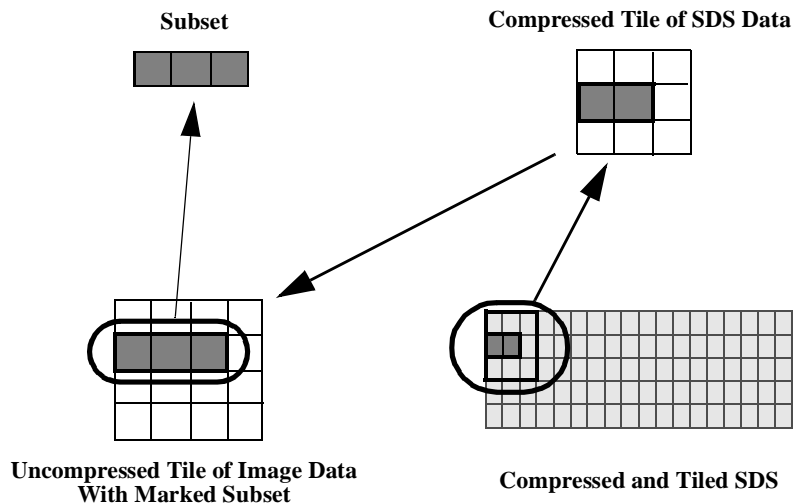 Subset
Compressed Tile of SDS Data
Uncompressed Tile of Image Data
With Marked Subset
Compressed and Tiled SDS